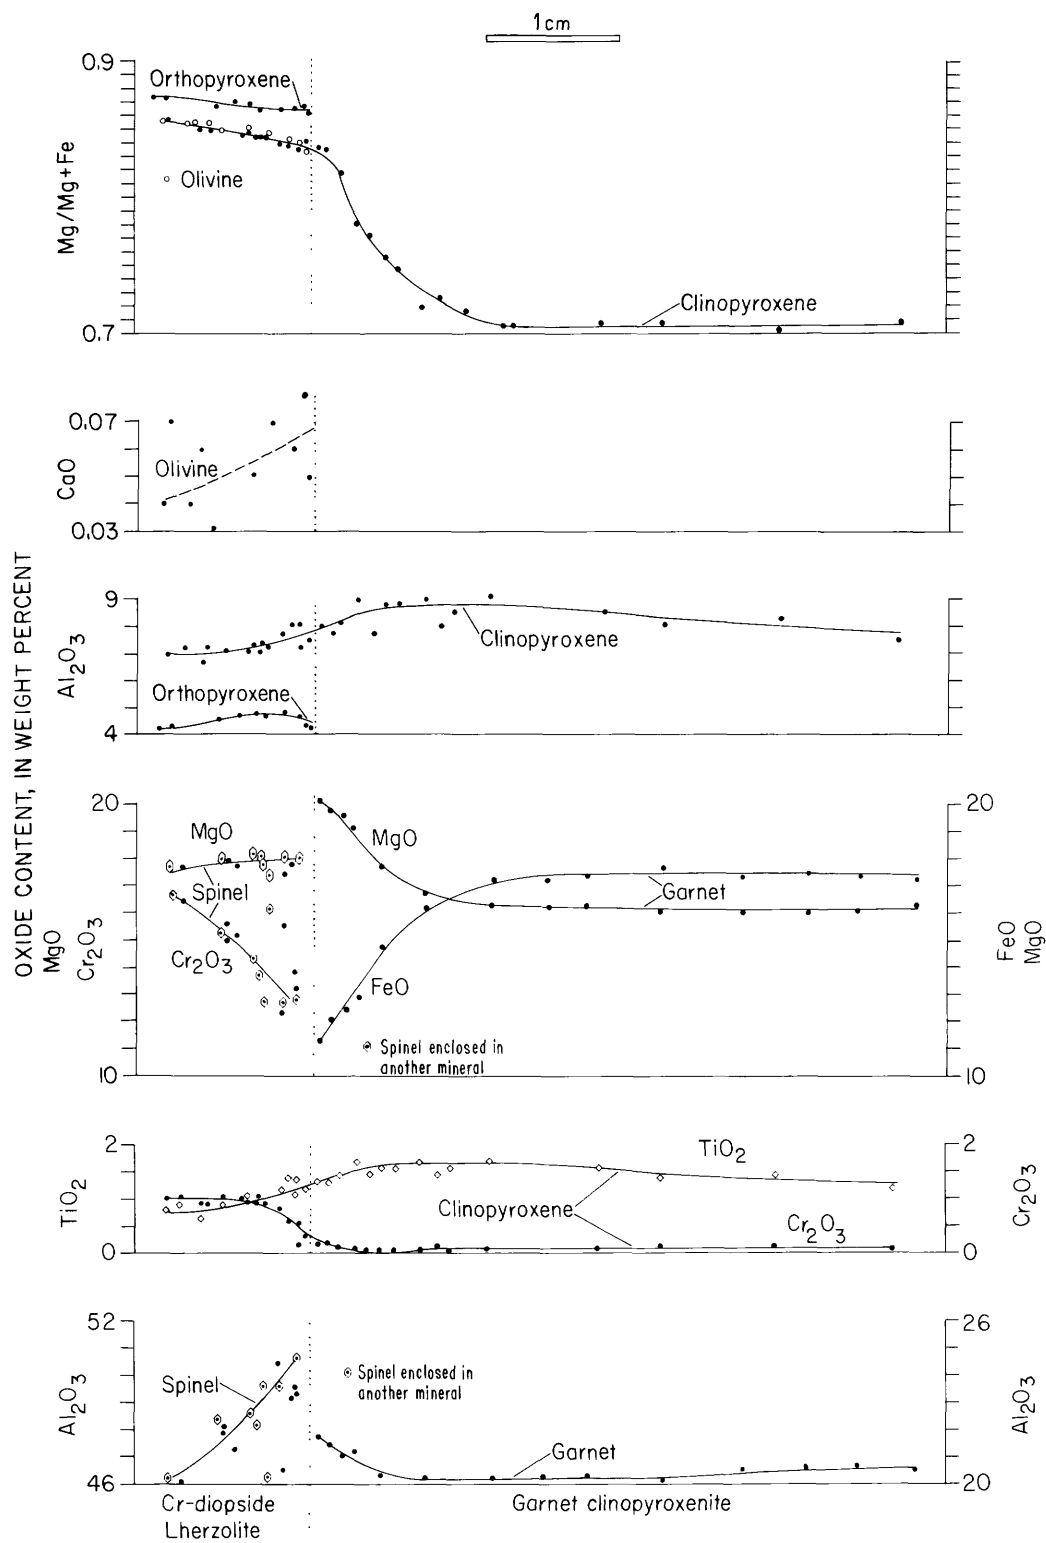 1cm
0.9
Orthopyroxene
Olivine
Mg/Mg+Fe
Clinopyroxene
0.7
0.07
Olivine
CaO
0.03
9
Clinopyroxene
Al2O3
Orthopyroxene
4
OXIDE CONTENT, IN WEIGHT PERCENT
20
20
MgO
MgO
Spinel
Garnet
MgO
Cr2O3
Cr2O3
FeO
FeO
MgO
Spinel enclosed in
another mineral
10
10
2
2
TiO2
TiO2
Cr2O3
Clinopyroxene
Cr2O3
0
0
52
26
Spinel
Spinel enclosed in
another mineral
Al2O3
Al2O3
Garnet
46
20
Cr-diopside
Lherzolite
Garnet clinopyroxenite